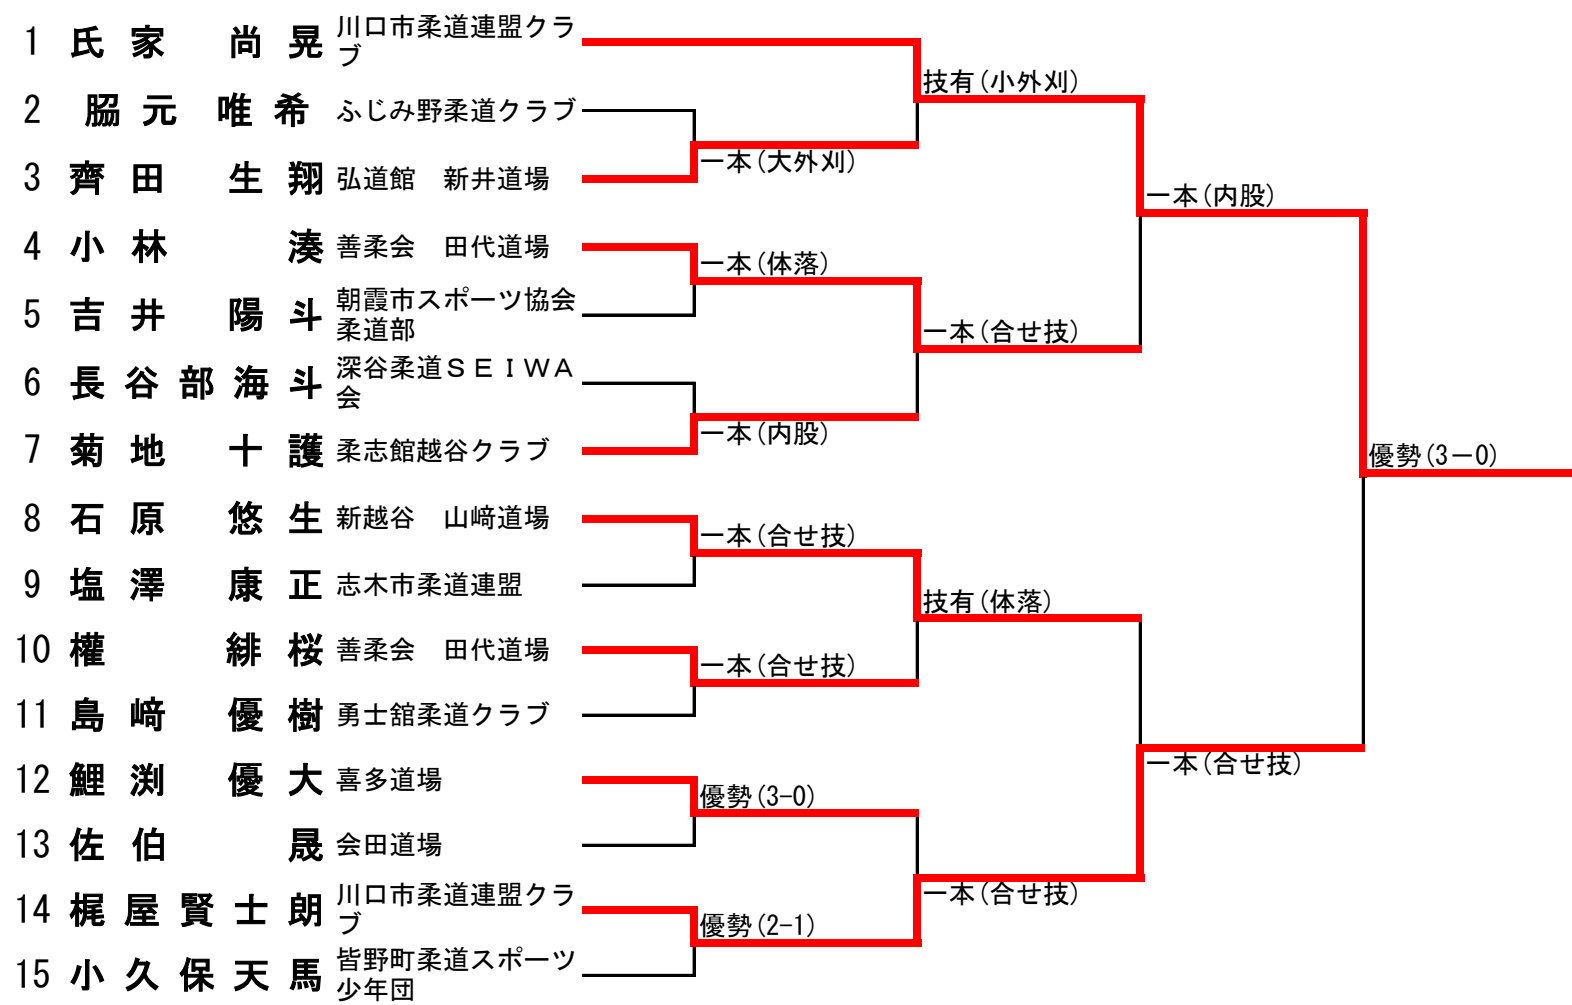 1 氏家 尚晃 川口市柔道連盟クラ
ブ
技有(小外刈)
2 脇元 唯希 ふじみ野柔道クラブ
一本(大外刈)
3 齊田 生翔 弘道館 新井道場
一本(内股)
4 小林 湊 善柔会 田代道場
一本(体落)
5 吉井 陽斗 朝霞市スポーツ協会
柔道部
一本(合せ技)
6 長谷部海斗 深谷柔道ＳＥＩＷＡ
会
一本(内股)
7 菊地 十護 柔志館越谷クラブ
優勢(3－0)
8 石原 悠生 新越谷 山﨑道場
一本(合せ技)
9 塩澤 康正 志木市柔道連盟
技有(体落)
10 權 緋桜 善柔会 田代道場
一本(合せ技)
11 島﨑 優樹 勇士舘柔道クラブ
一本(合せ技)
12 鯉渕 優大 喜多道場
優勢(3-0)
13 佐伯 晟 会田道場
一本(合せ技)
14 梶屋賢士朗 川口市柔道連盟クラ
ブ
優勢(2-1)
15 小久保天馬 皆野町柔道スポーツ
少年団